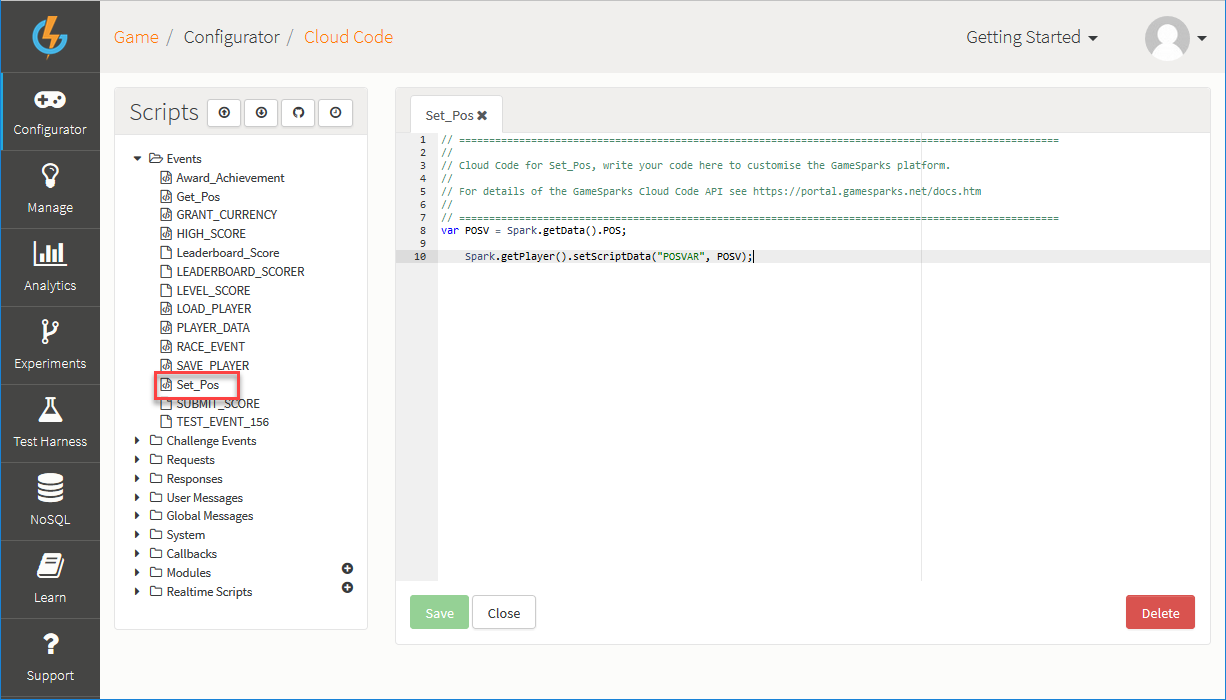 Game / Configurator / Cloud Code
Getting Started
Configurator
Manage
Analytics
Experiments
Test Harness
NoSQL
Learn
Support
Scripts
Events
Award_Achievement
Get_Pos
GRANT_CURRENCY
HIGH_SCORE
Leaderboard_Score
LEADERBOARD_SCORER
LEVEL_SCORE
LOAD_PLAYER
PLAYER_DATA
RACE_EVENT
SAVE_PLAYER
Set_Pos
SUBMIT_SCORE
TEST_EVENT_156
Challenge Events
Requests
Responses
User Messages
Global Messages
System
Callbacks
Modules
Realtime Scripts
Set_Pos
1 // ====================================================================================================
2 //
3 // Cloud Code for Set_Pos, write your code here to customise the GameSparks platform.
4 //
5 // For details of the GameSparks Cloud Code API see https://portal.gamesparks.net/docs.htm
6 //
7 // ====================================================================================================
8 var POSV = Spark.getData().POS;
9
10 Spark.getPlayer().setScriptData("POSVAR", POSV);
Save
Close
Delete